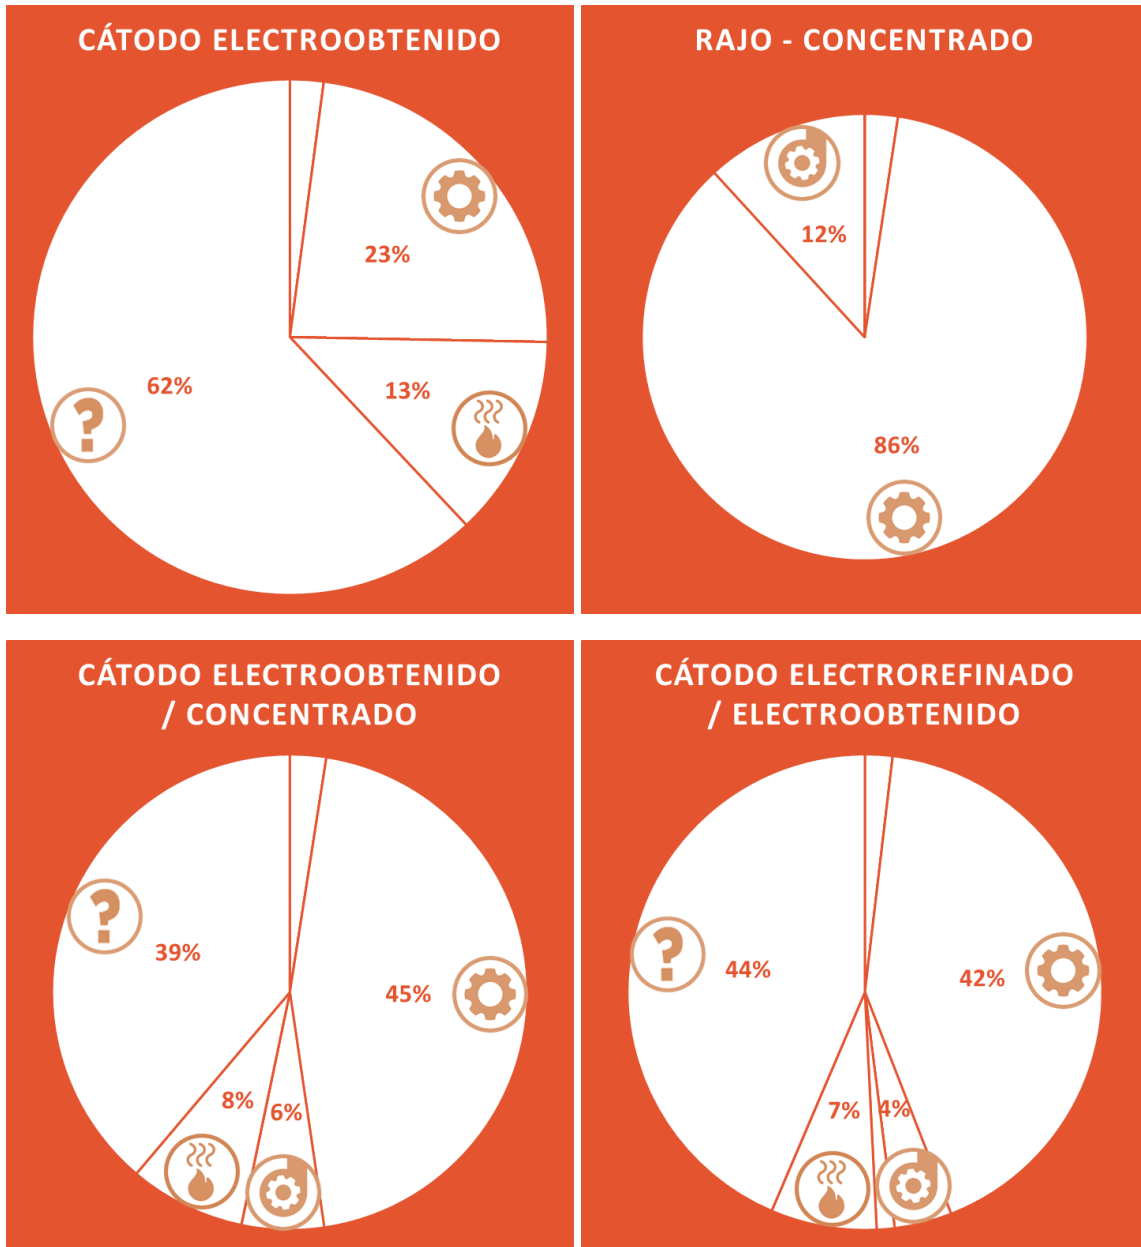 CÁTODO ELECTROOBTENIDO
23%
13%
62%
RAJO - CONCENTRADO
12%
86%
CÁTODO ELECTROOBTENIDO
/ CONCENTRADO
39%
45%
8%
6%
CÁTODO ELECTROREFINADO
/ ELECTROOBTENIDO
44%
42%
7%
4%